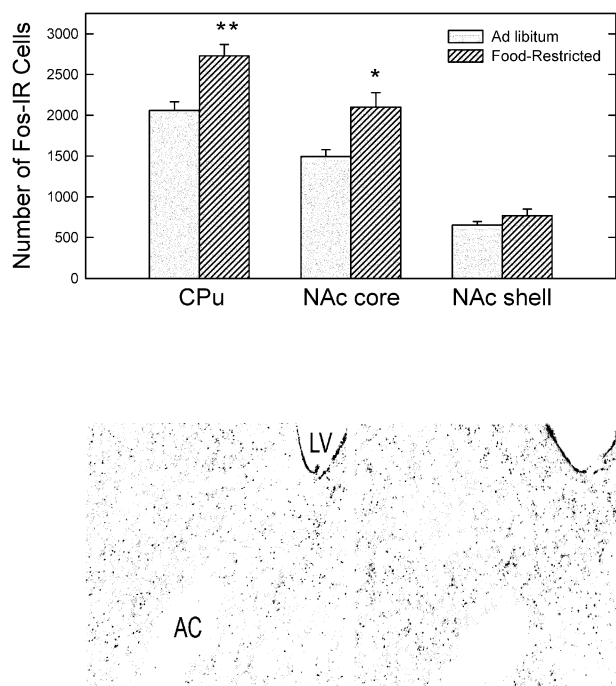 3000
2500
2000
1500
1000
500
0
Number of Fos-IR Cells
**
*
Ad libitum
Food-Restricted
CPu NAc core NAc shell
LV
AC